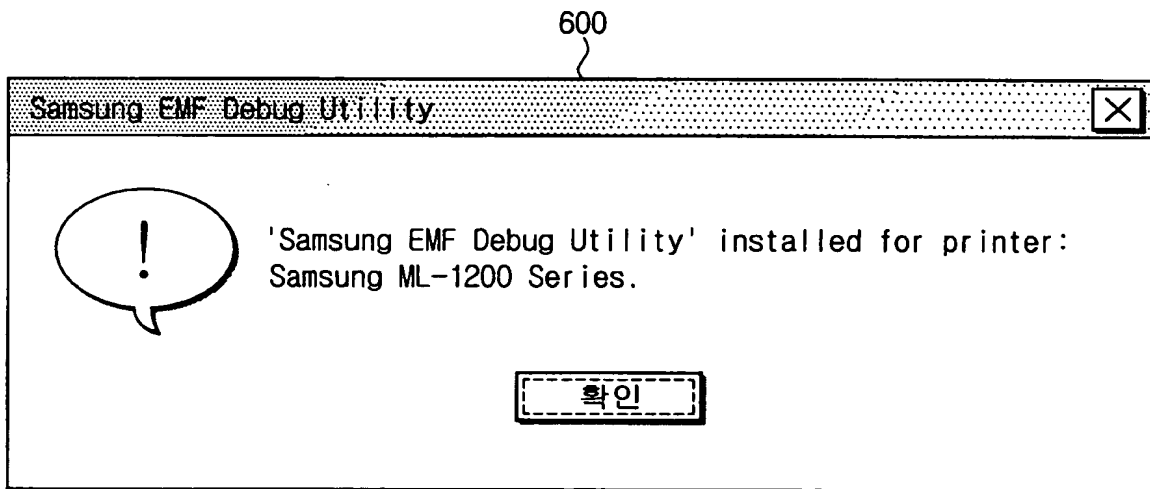 600
Samsung EMF Debug Utility
!
'Samsung EMF Debug Utility' installed for printer:
Samsung ML-1200 Series.
확인